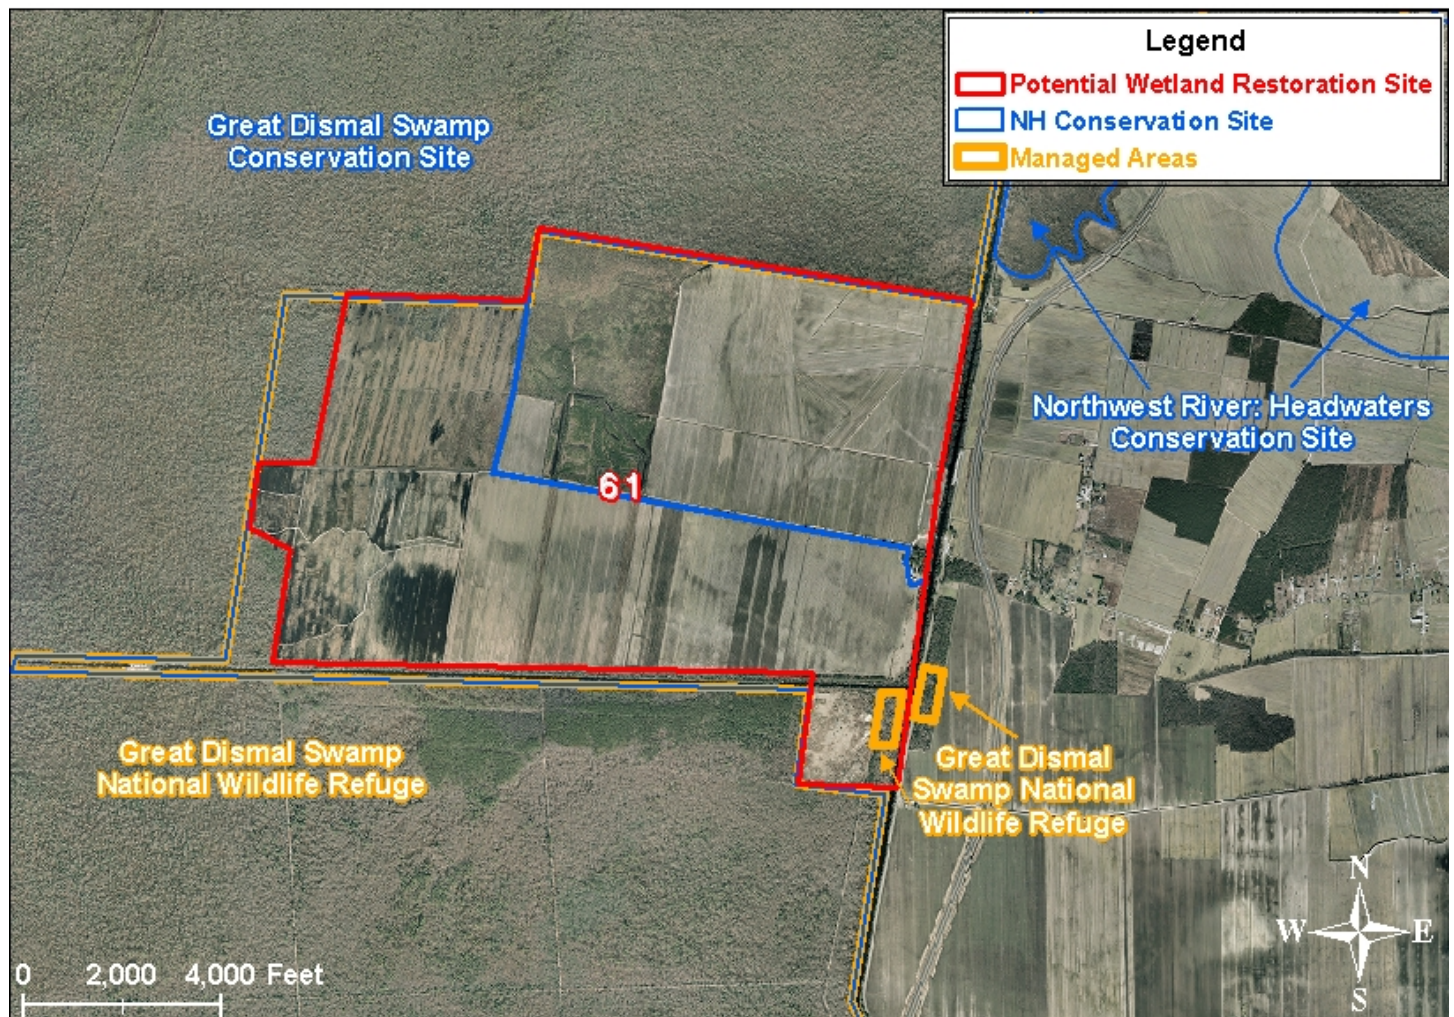 Legend
Potential Wetland Restoration Site
NH Conservation Site
Managed Areas
Great Dismal Swamp
Conservation Site
Northwest River: Headwaters
Conservation Site
61
Great Dismal Swamp
National Wildlife Refuge
Great Dismal
Swamp National
Wildlife Refuge
N
W E
S
0 2,000 4,000 Feet